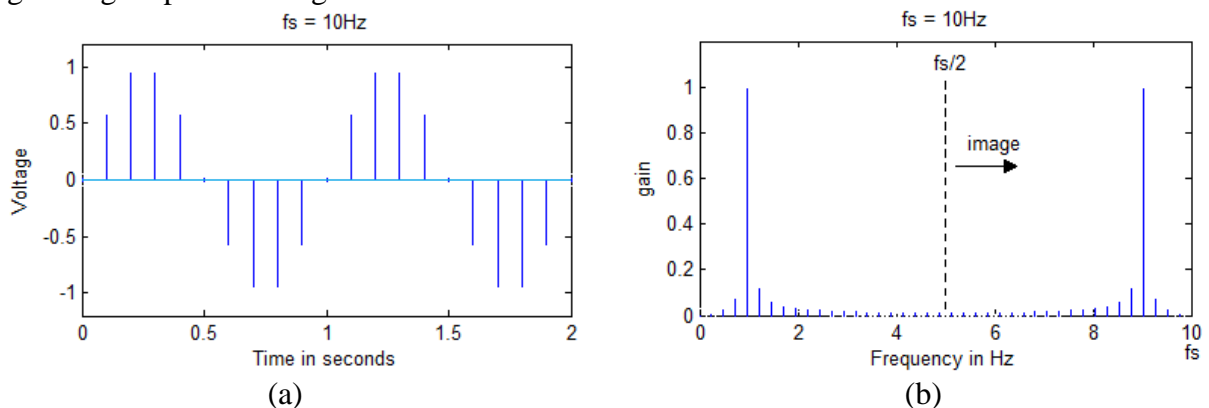 fs = 10Hz
1
0.5
0
-0.5
-1
Voltage
0 0.5 1 1.5 2
Time in seconds
(a)
fs = 10Hz
fs/2
image
1
0.8
0.6
0.4
0.2
0
gain
0 2 4 6 8 10
Frequency in Hz
fs
(b)